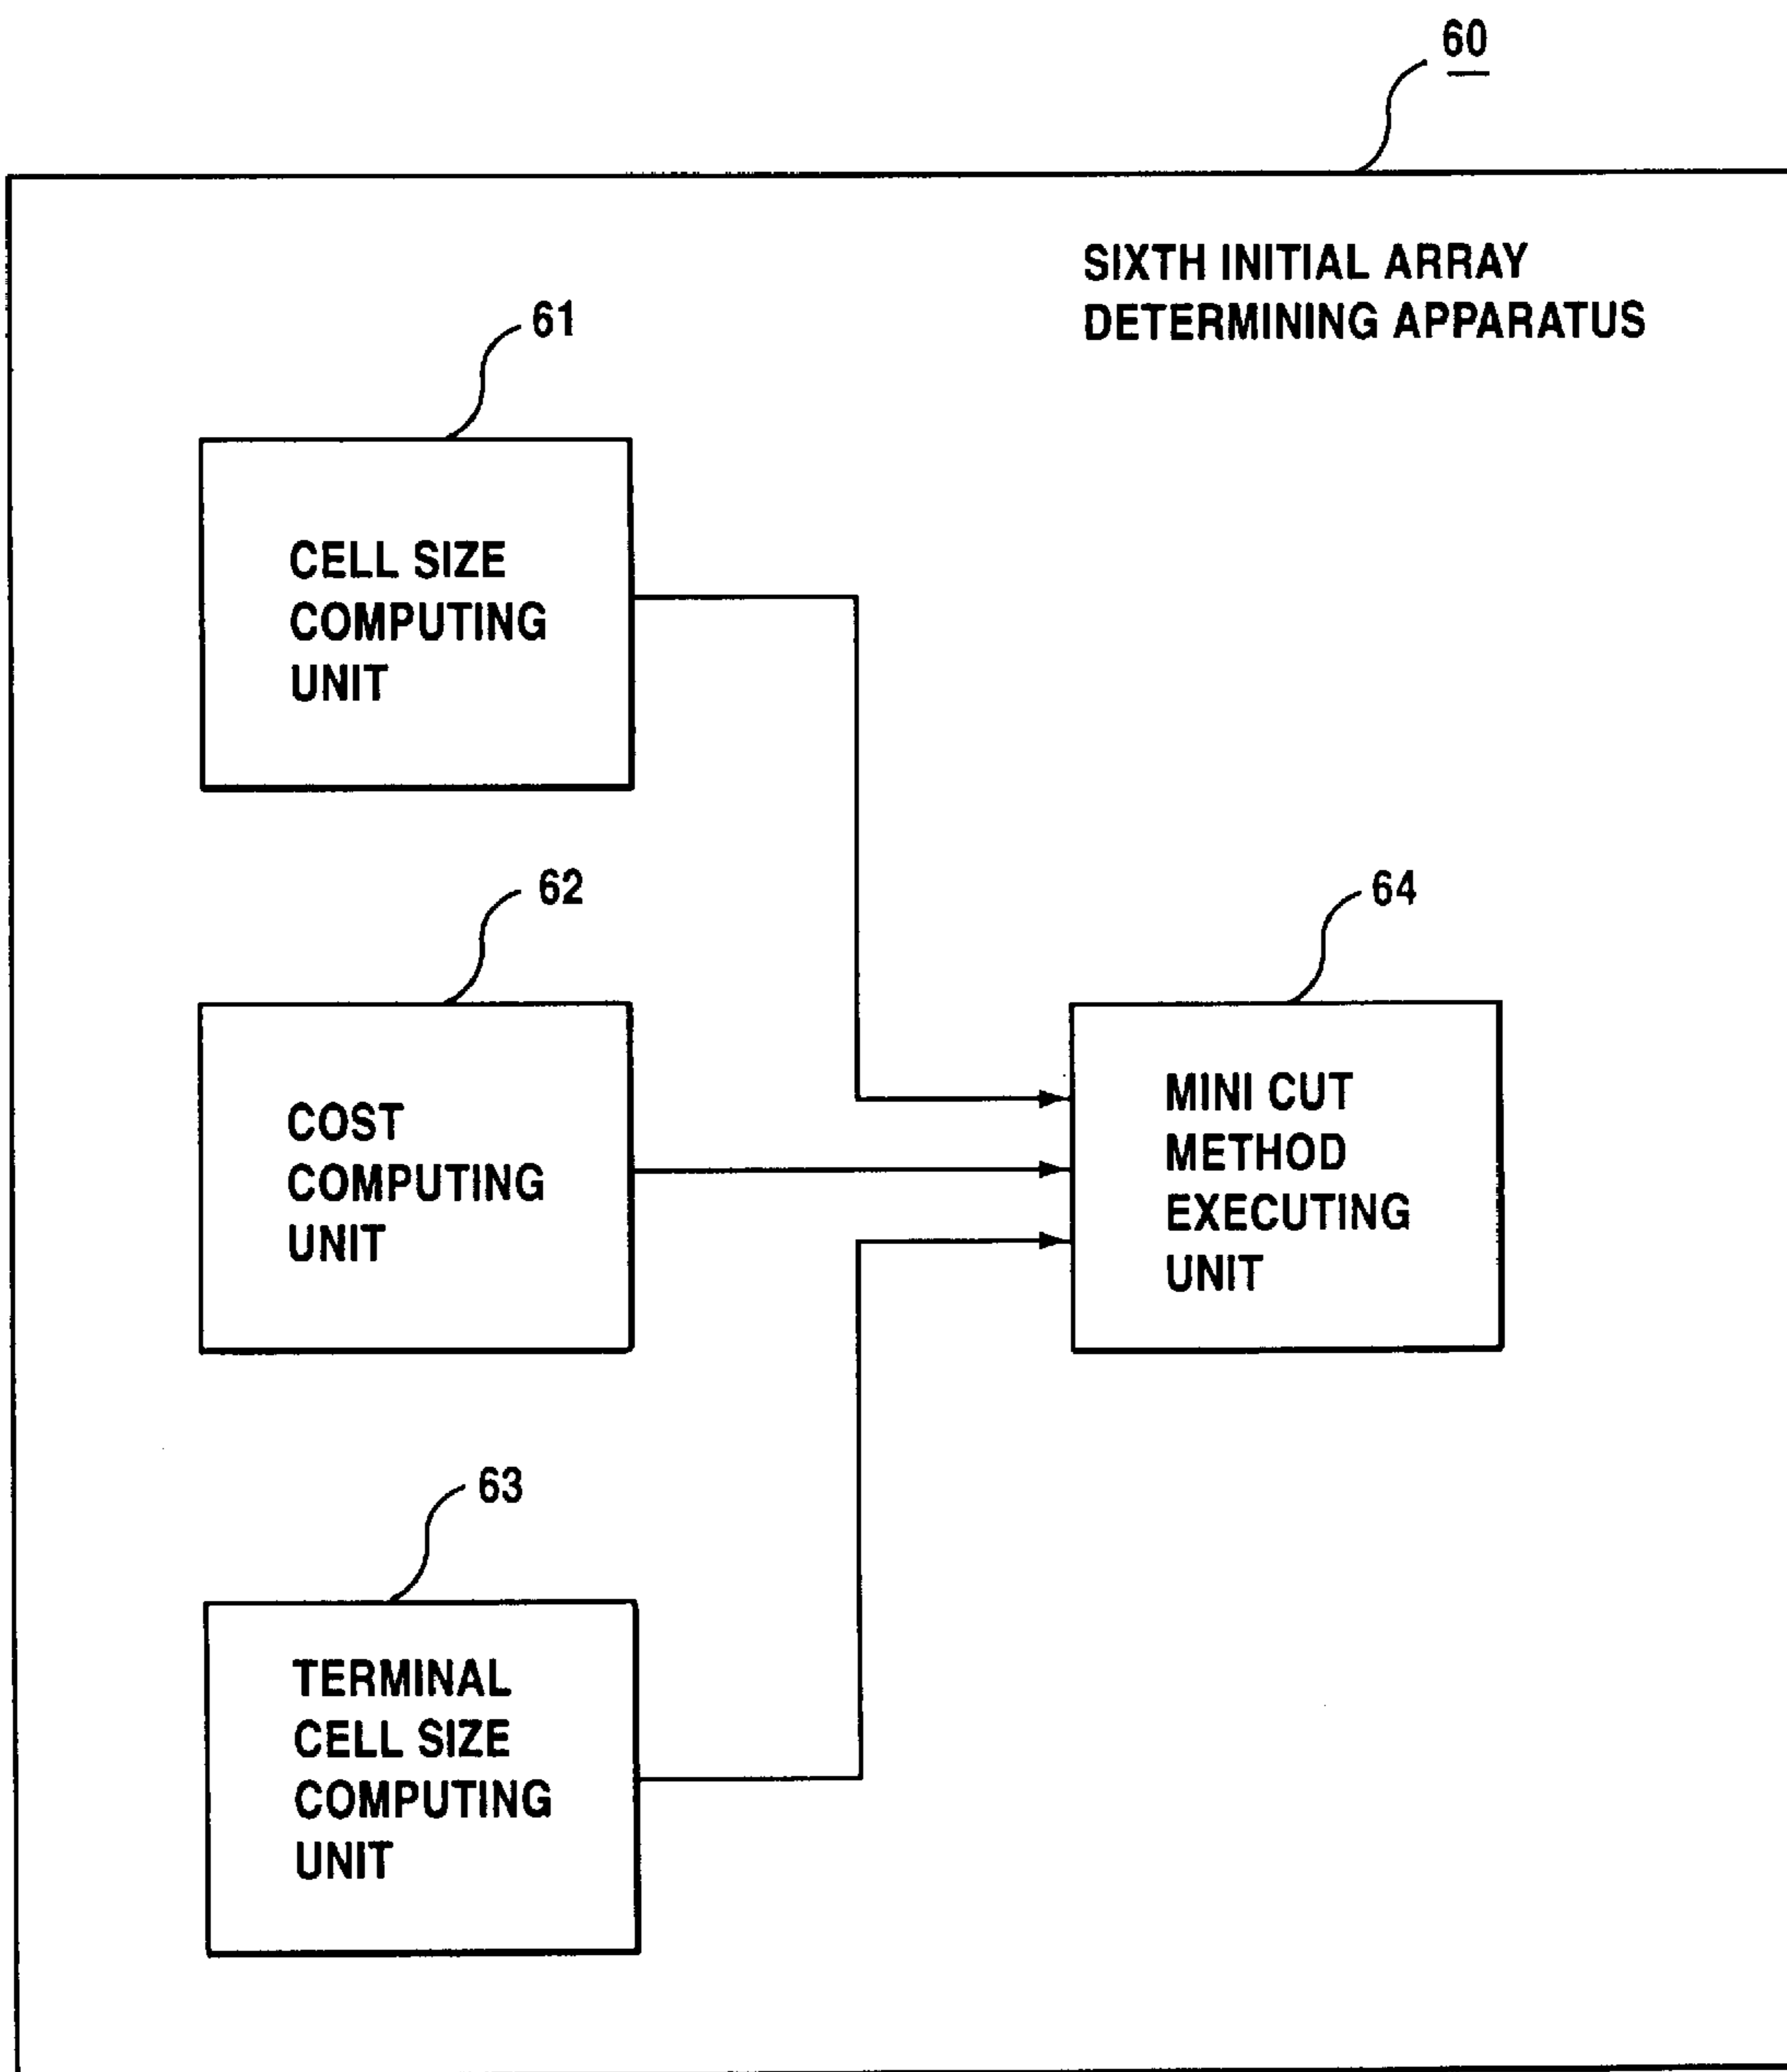 60
SIXTH INITIAL ARRAY
DETERMINING APPARATUS
61
CELL SIZE
COMPUTING
UNIT
62
COST
COMPUTING
UNIT
64
MINI CUT
METHOD
EXECUTING
UNIT
63
TERMINAL
CELL SIZE
COMPUTING
UNIT